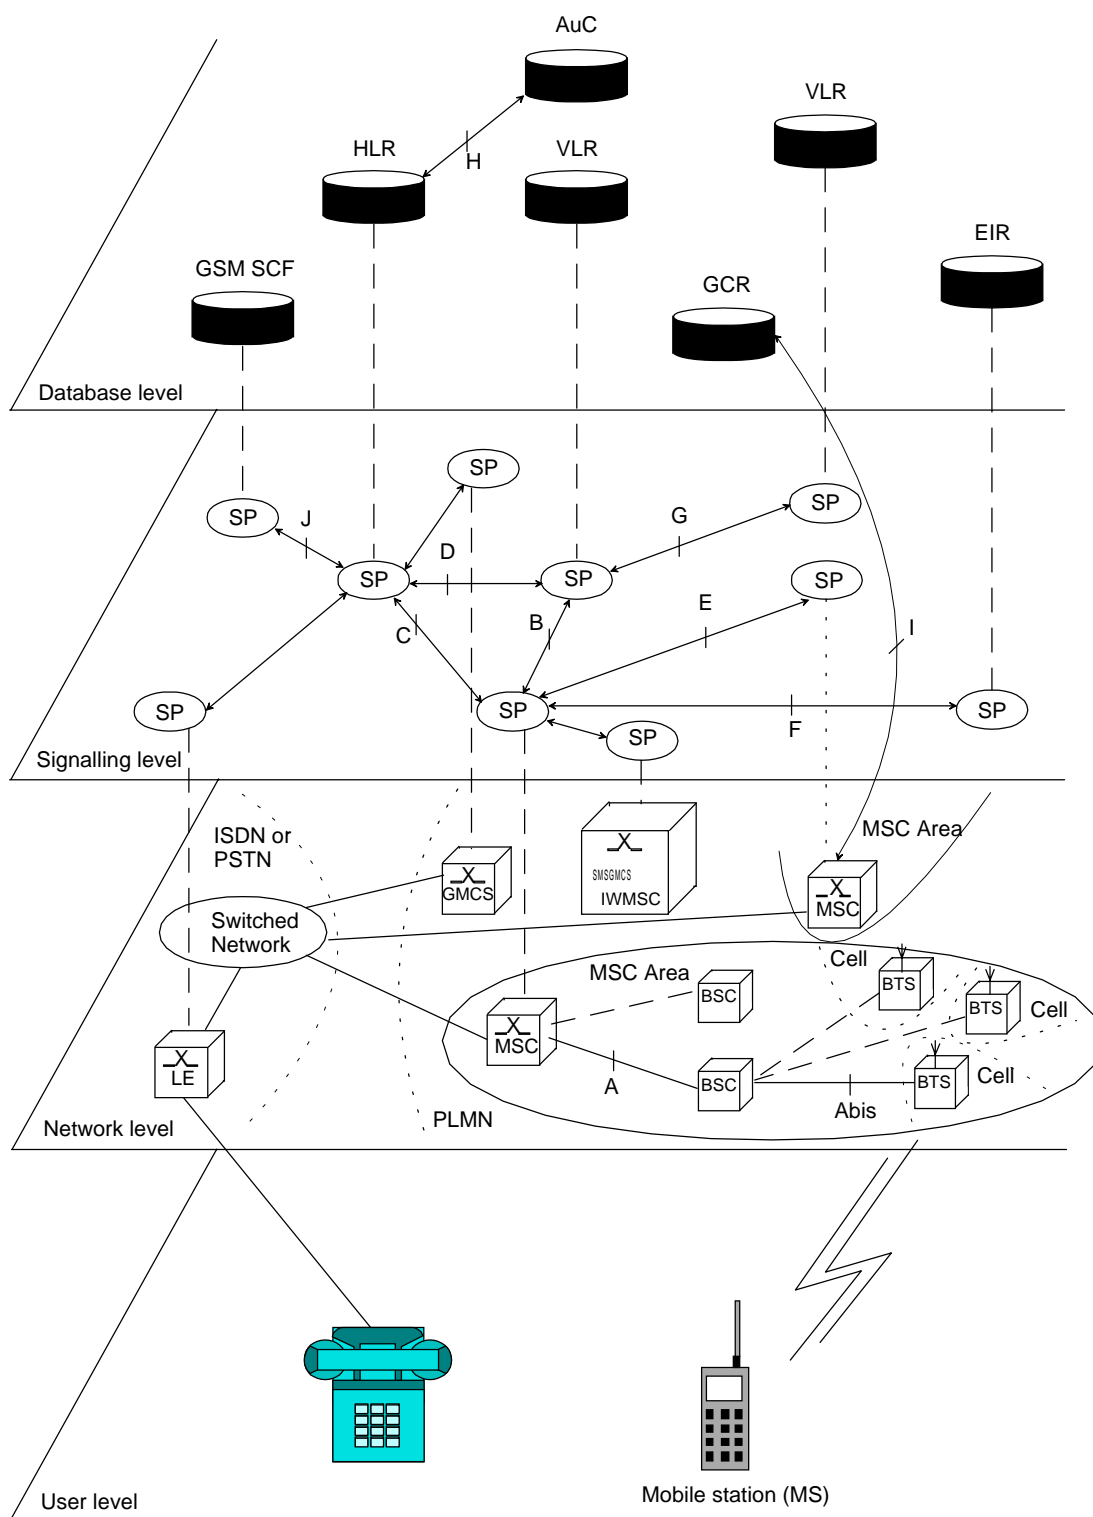 AuC
VLR
HLR
VLR
H
EIR
GSM SCF
GCR
Database level
SP
SP
SP
J
G
D
SP
SP
SP
E
B
C
I
SP
SP
SP
F
SP
Signalling level
ISDN or
PSTN
MSC Area
X
X
SMSGMCS
IWMSC
GMCS
X
MSC
Switched
Network
Cell
MSC Area
BSC
BTS
BTS
Cell
X
MSC
X
LE
A
BSC
BTS
Cell
Abis
PLMN
Network level
Mobile station (MS)
User level